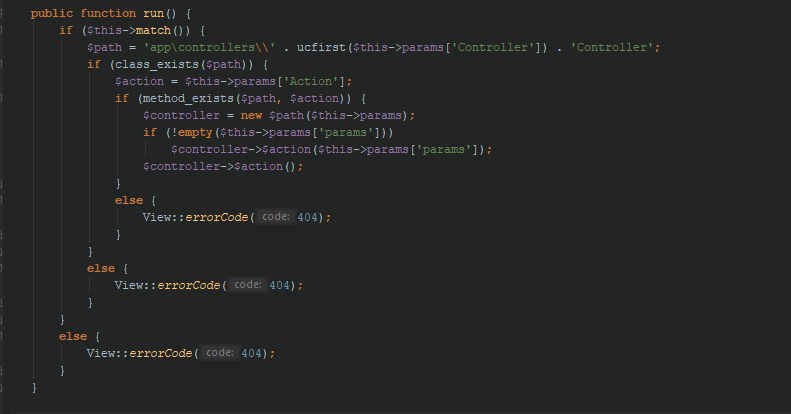 public function run() {
if ($this->match()) {
$path = 'app\controllers\\' . ucfirst($this->params['Controller']) . 'Controller';
if (class_exists($path)) {
$action = $this->params['Action'];
if (method_exists($path, $action)) {
$controller = new $path($this->params);
if (!empty($this->params['params']))
$controller->$action($this->params['params']);
$controller->$action();
}
else {
View::errorCode( code: 404);
}
}
else {
View::errorCode( code: 404);
}
}
else {
View::errorCode( code: 404);
}
}